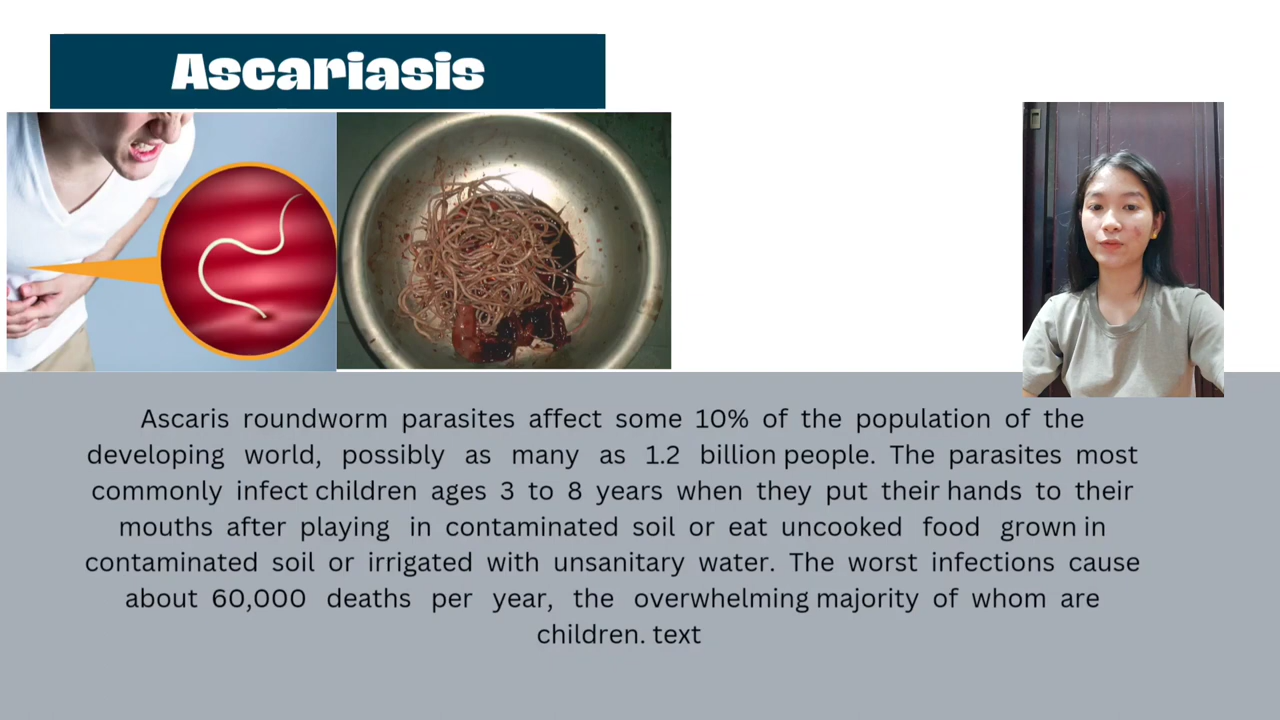 Ascariasis
Ascaris roundworm parasites affect some 10% of the population of the
developing world, possibly as many as 1.2 billion people. The parasites most
commonly infect children ages 3 to 8 years when they put their hands to their
mouths after playing in contaminated soil or eat uncooked food grown in
contaminated soil or irrigated with unsanitary water. The worst infections cause
about 60,000 deaths per year, the overwhelming majority of whom are
children. text